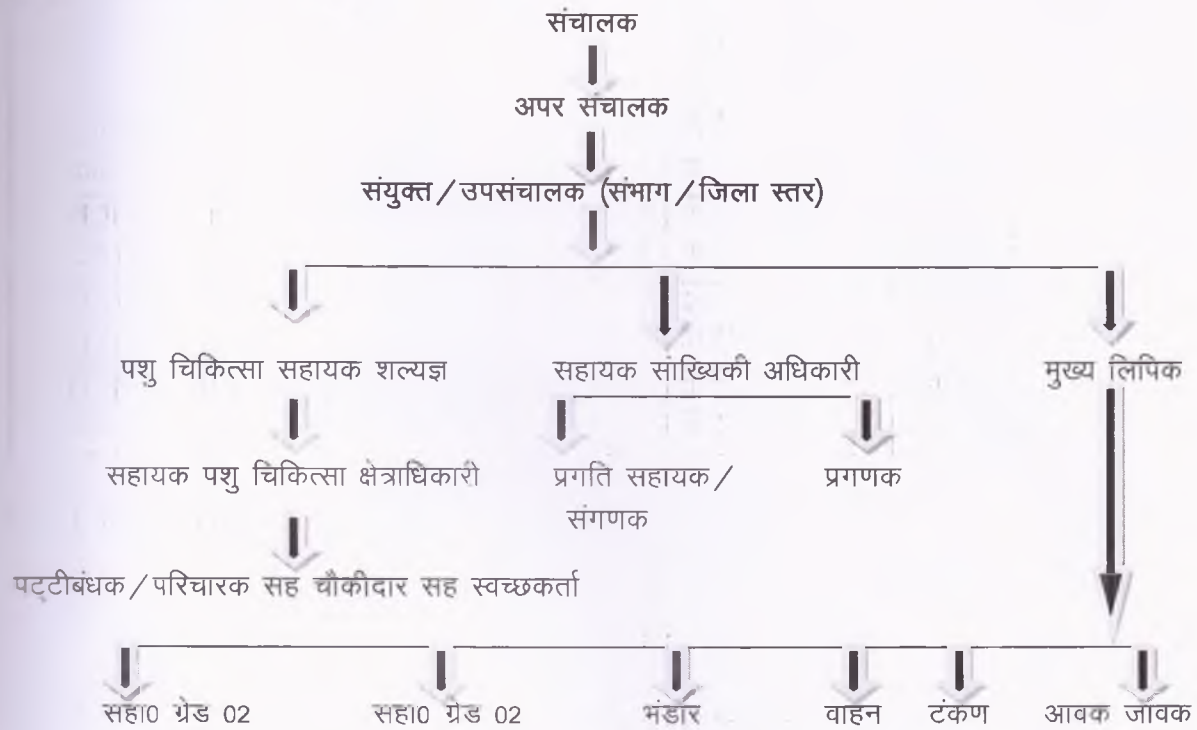 संचालक
अपर संचालक
संयुक्त/उपसंचालक (संभाग/जिला स्तर)
पशु चिकित्सा सहायक शल्यज्ञ सहायक सांख्यिकी अधिकारी मुख्य लिपिक
सहायक पशु चिकित्सा क्षेत्राधिकारी प्रगति सहायक/ प्रगणक
संगणक
पट्टीबंधक/परिचारक सह चौकीदार सह स्वच्छकर्ता
सहा0 ग्रेड 02 सहा0 ग्रेड 02 भंडार वाहन टंकण आवक जावक